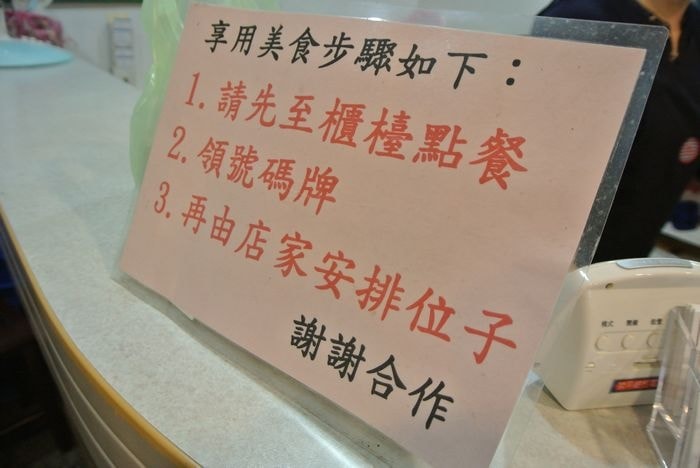 享用美食步驟如下：
1.請先至櫃檯點餐
2.領號碼牌
3.再由店家安排位子
謝謝合作